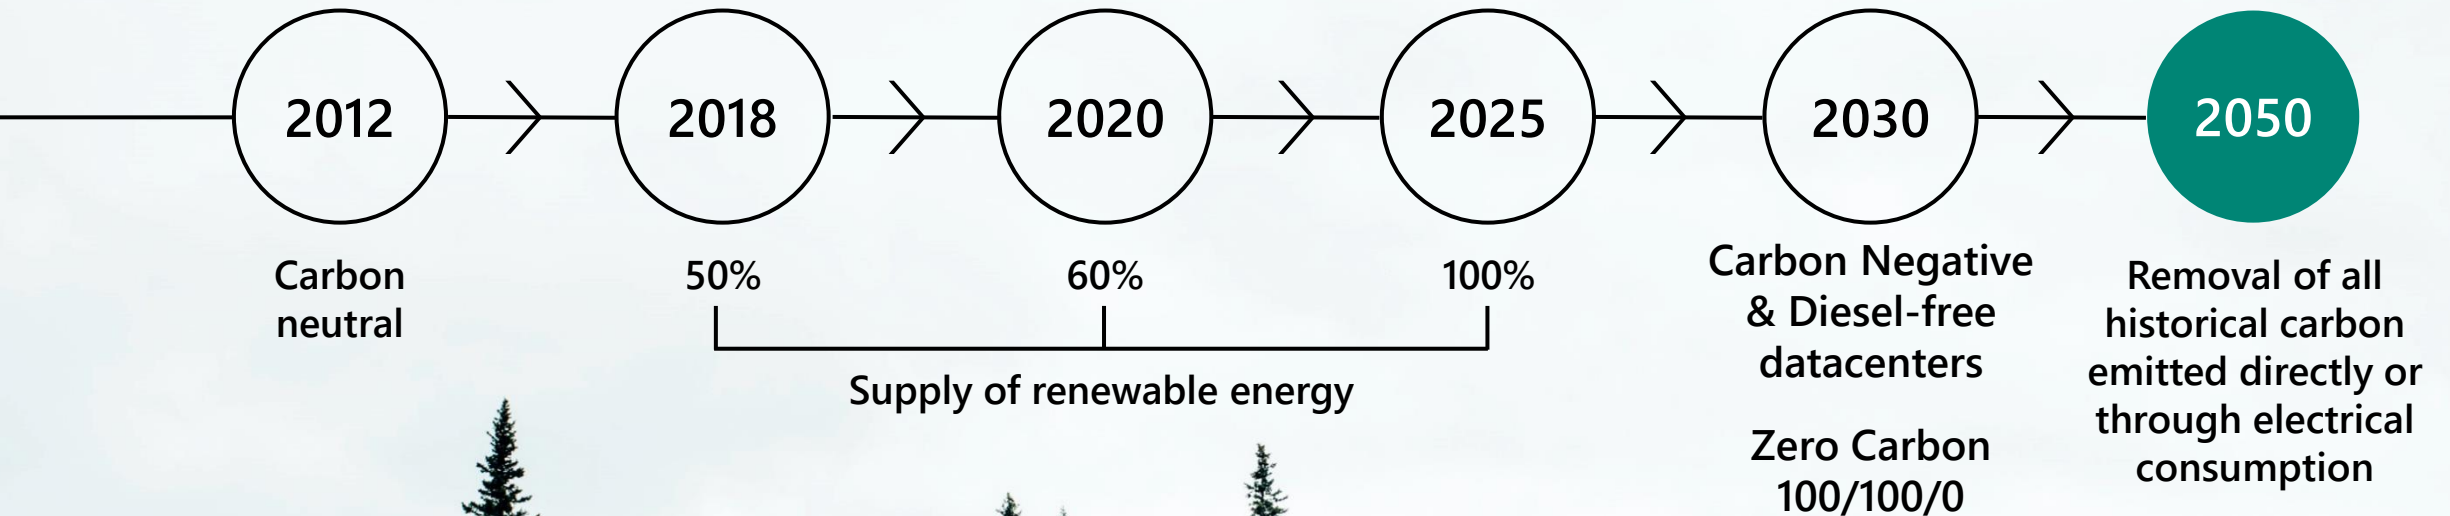 2012
2018
2020
2025
2030
2050
Carbon
neutral
50%
60%
100%
Supply of renewable energy
Carbon Negative
& Diesel-free
datacenters
Zero Carbon
100/100/0
Removal of all
historical carbon
emitted directly or
through electrical
consumption